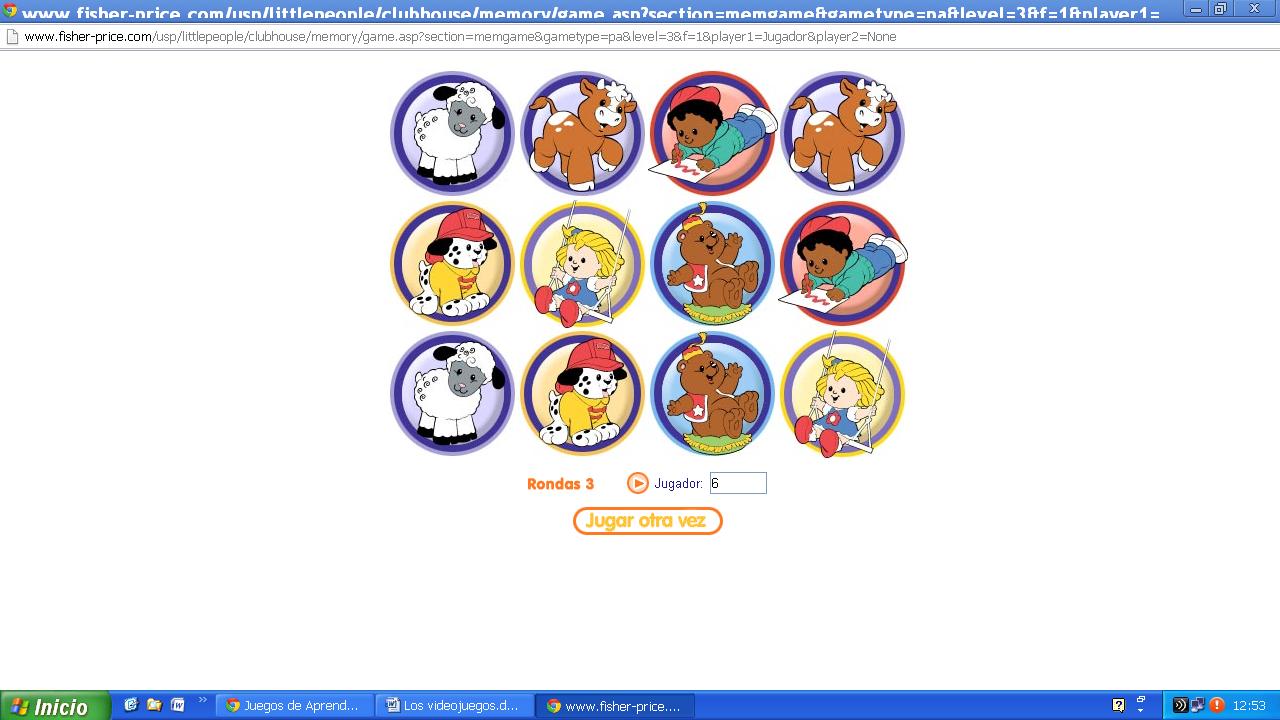 www.fisher-price.com/usp/littlepeople/clubhouse/memory/game.asp?section=memgame&gametype=pa&level=3&f=1&player1=
www.fisher-price.com/usp/littlepeople/clubhouse/memory/game.asp?section=memgame&gametype=pa&level=3&f=1&player1=Jugador&player2=None
Rondas 3 Jugador: 6
Jugar otra vez
Inicio Juegos de Aprend... Los videojuegos.d... www.fisher-price.... 12:53